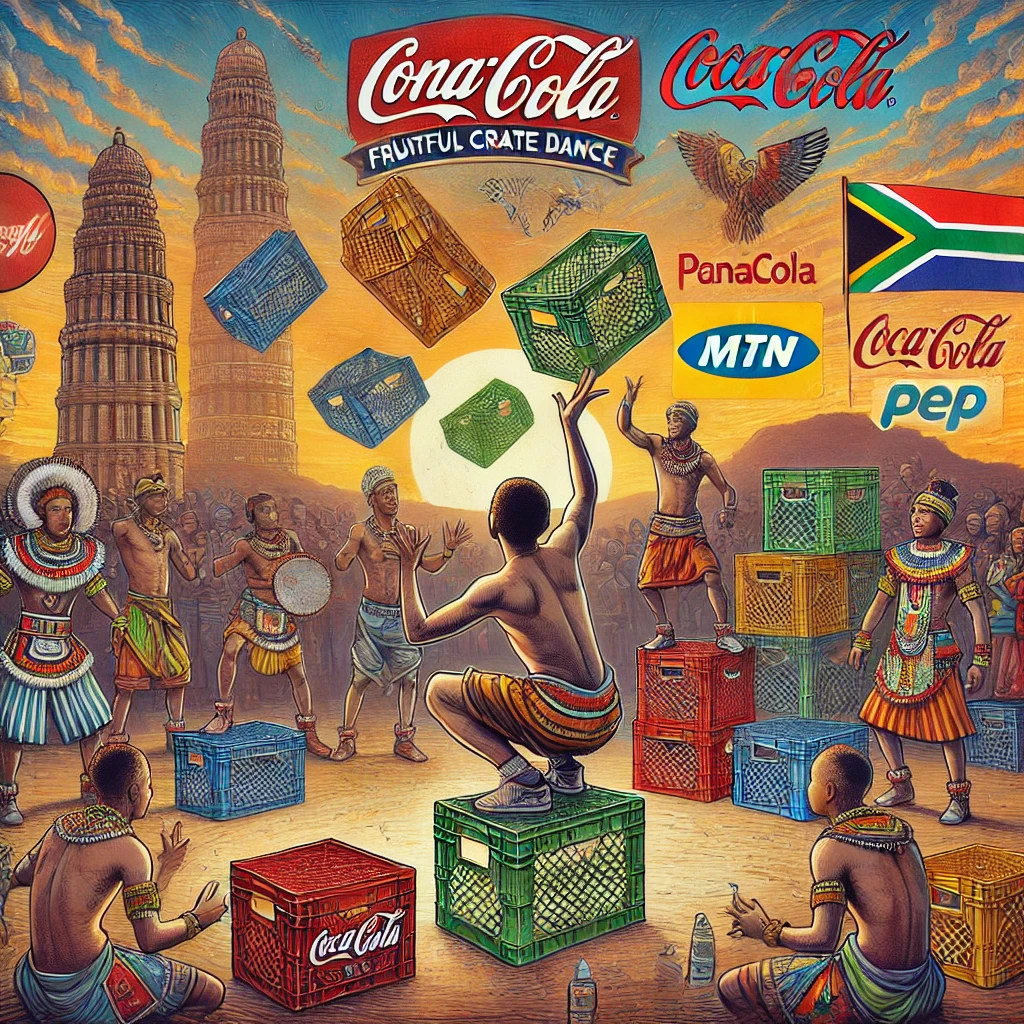 Cona-Cola
FRUITFUL CRATE DANCE
Coca-Cola
PanaCola
MTN
Coca-Cola
pep
Coca Cola